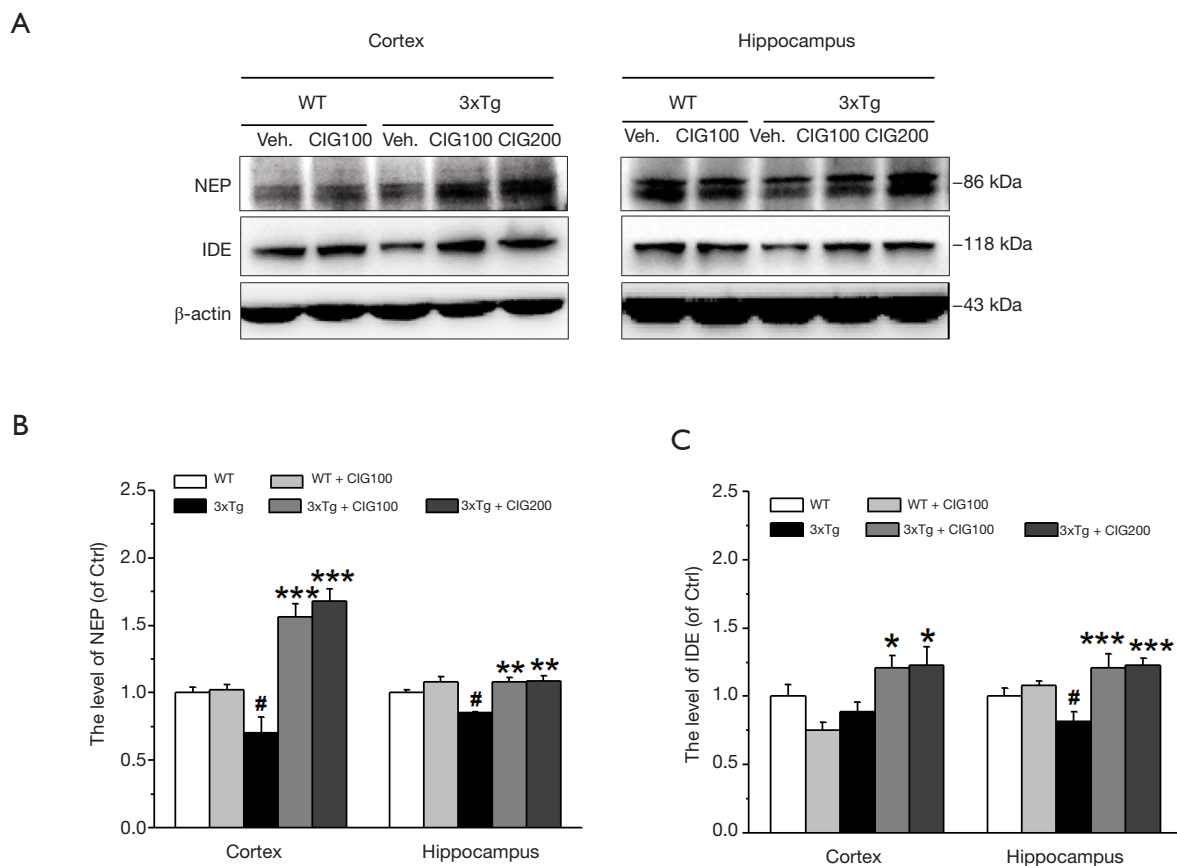 A
Cortex
Hippocampus
WT
3xTg
WT
3xTg
Veh. CIG100 Veh. CIG100 CIG200
Veh. CIG100 Veh. CIG100 CIG200
NEP
–86 kDa
IDE
–118 kDa
β-actin
–43 kDa
B
WT
WT + CIG100
3xTg
3xTg + CIG100
3xTg + CIG200
The level of NEP (of Ctrl)
2.5
2.0
1.5
1.0
0.5
0.0
#
***
***
#
**
**
Cortex
Hippocampus
C
WT
WT + CIG100
3xTg
3xTg + CIG100
3xTg + CIG200
The level of IDE (of Ctrl)
2.5
2.0
1.5
1.0
0.5
0.0
*
*
#
***
***
Cortex
Hippocampus